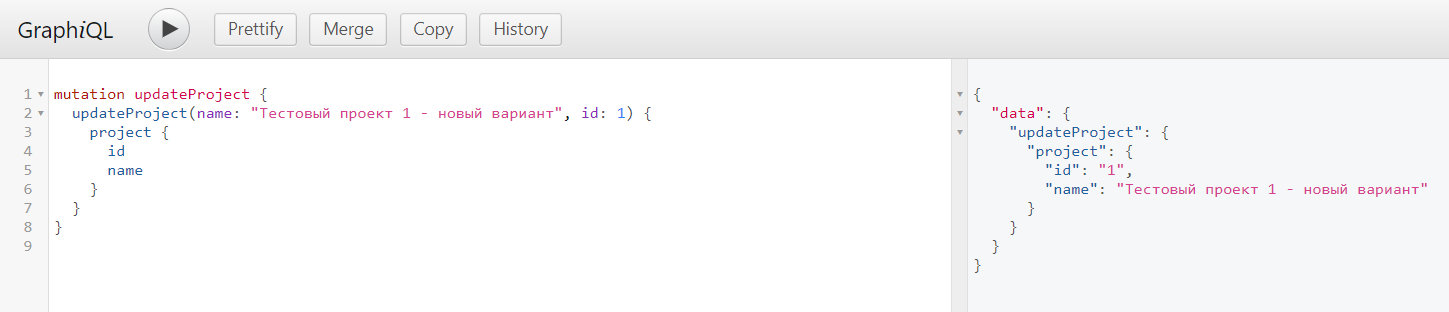 GraphiQL Prettify Merge Copy History
1 mutation updateProject {
2 updateProject(name: "Тестовый проект 1 - новый вариант", id: 1) {
3 project {
4 id
5 name
6 }
7 }
8 }
9
{
"data": {
"updateProject": {
"project": {
"id": "1",
"name": "Тестовый проект 1 - новый вариант"
}
}
}
}